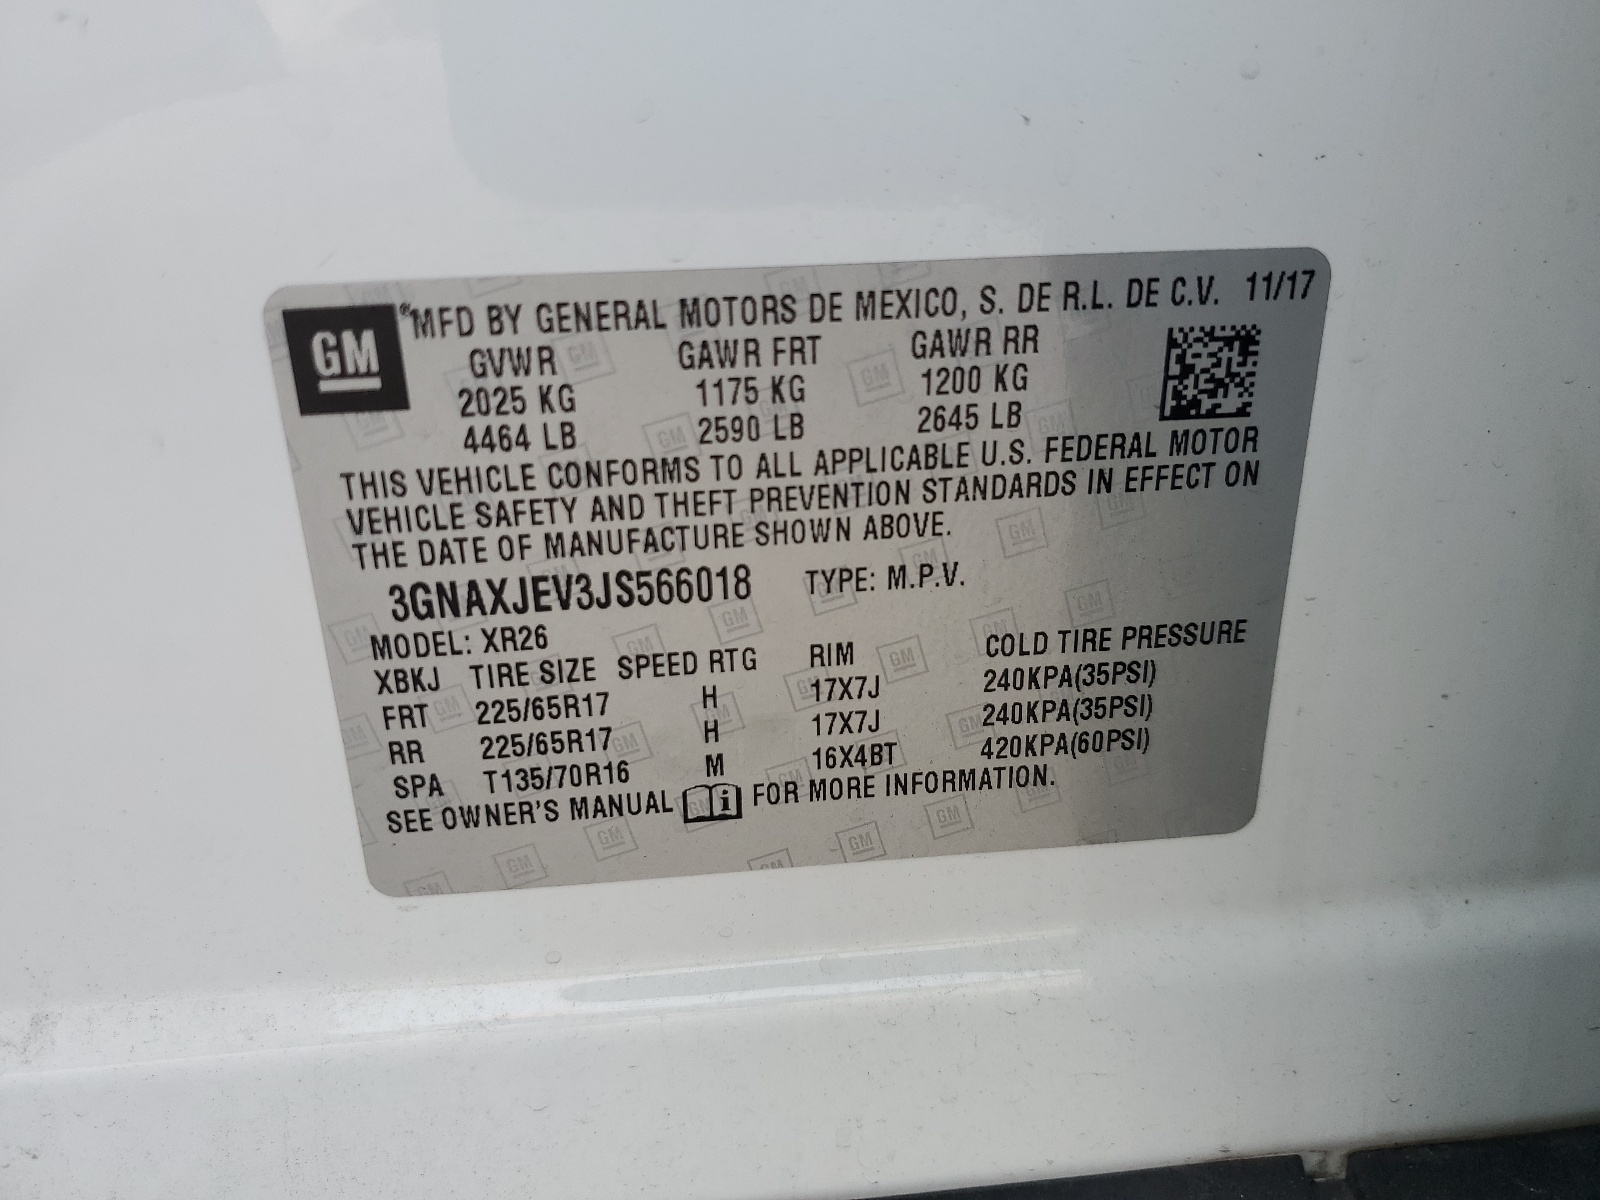 GM
MFD BY GENERAL MOTORS DE MEXICO, S. DE R.L. DE C.V. 11/17
GVWR GAWR FRT GAWR RR
2025 KG 1175 KG 1200 KG
4464 LB 2590 LB 2645 LB
THIS VEHICLE CONFORMS TO ALL APPLICABLE U.S. FEDERAL MOTOR
VEHICLE SAFETY AND THEFT PREVENTION STANDARDS IN EFFECT ON
THE DATE OF MANUFACTURE SHOWN ABOVE.
3GNAXJEV3JS566018 TYPE: M.P.V.
MODEL: XR26
XBKJ TIRE SIZE SPEED RTG RIM COLD TIRE PRESSURE
FRT 225/65R17 H 17X7J 240KPA(35PSI)
RR 225/65R17 H 17X7J 240KPA(35PSI)
SPA T135/70R16 M 16X4BT 420KPA(60PSI)
SEE OWNER'S MANUAL i FOR MORE INFORMATION.